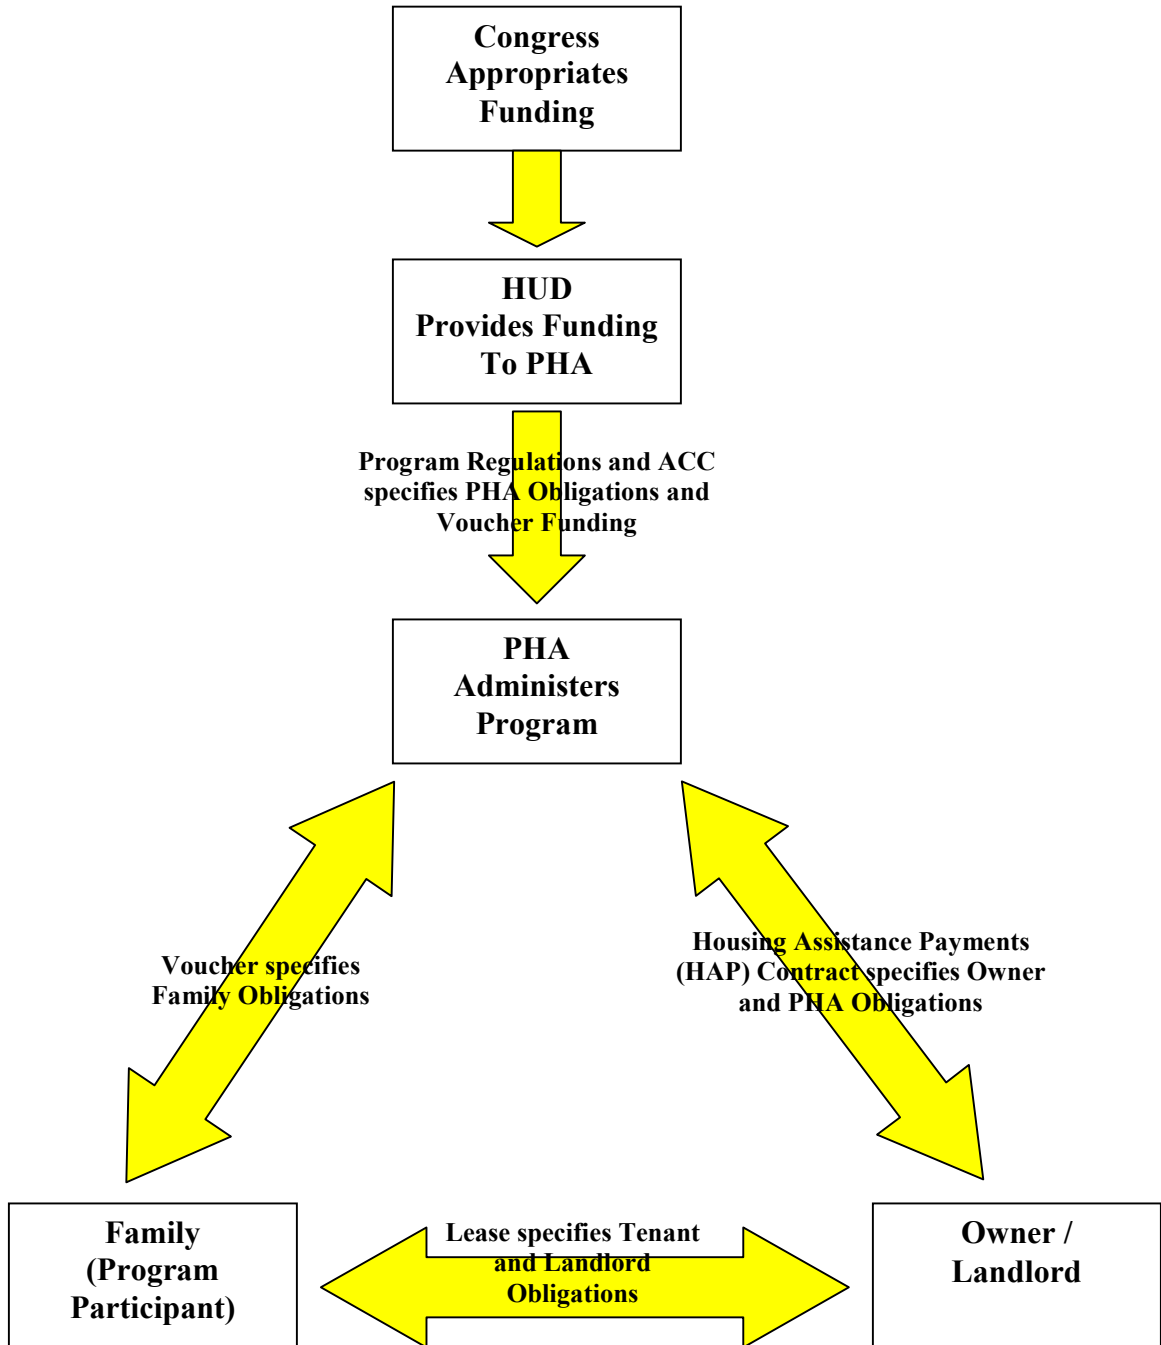 Congress
Appropriates
Funding
HUD
Provides Funding
To PHA
Program Regulations and ACC
specifies PHA Obligations and
Voucher Funding
PHA
Administers
Program
Voucher specifies
Family Obligations
Housing Assistance Payments
(HAP) Contract specifies Owner
and PHA Obligations
Family
(Program
Participant)
Lease specifies Tenant
and Landlord
Obligations
Owner /
Landlord